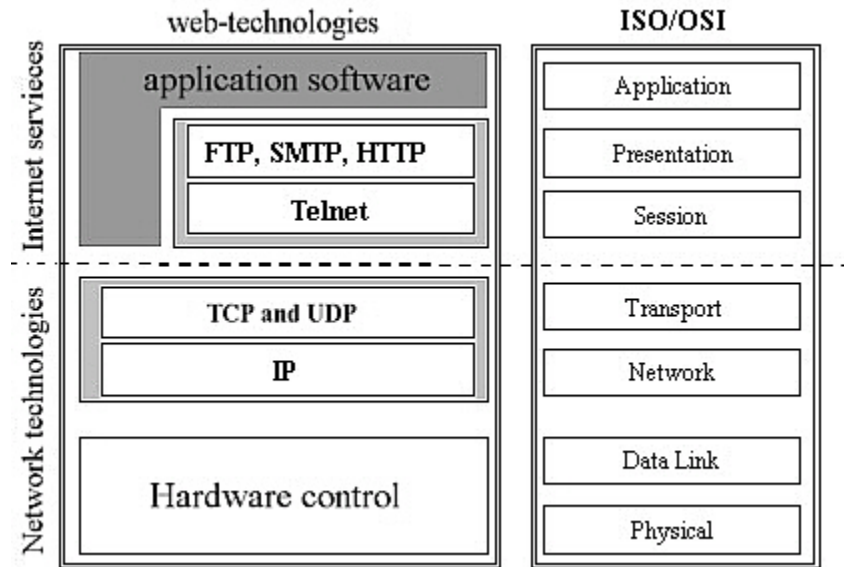 web-technologies
ISO/OSI
Internet servieces
application software
FTP, SMTP, HTTP
Telnet
Application
Presentation
Session
Network technologies
TCP and UDP
IP
Hardware control
Transport
Network
Data Link
Physical